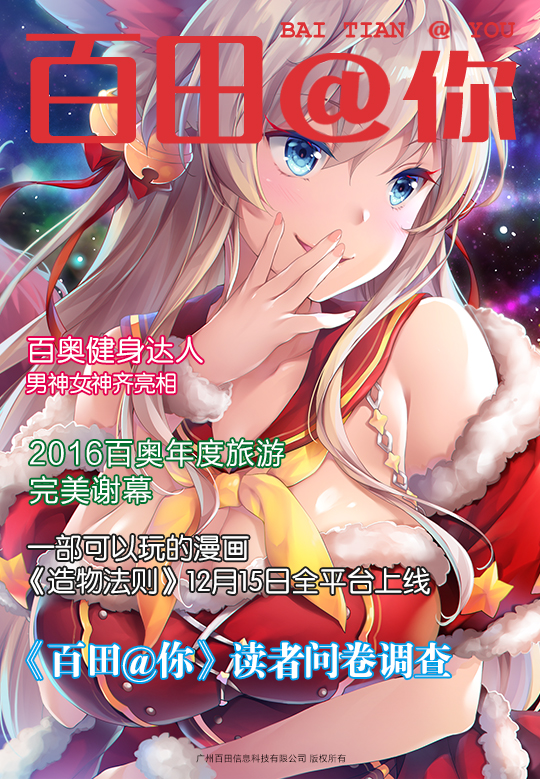 BAI TIAN @ YOU
百田@你
百奥健身达人
男神女神齐亮相
2016百奥年度旅游
完美谢幕
一部可以玩的漫画
《造物法则》12月15日全平台上线
《百田@你》读者问卷调查
广州百田信息科技有限公司 版权所有